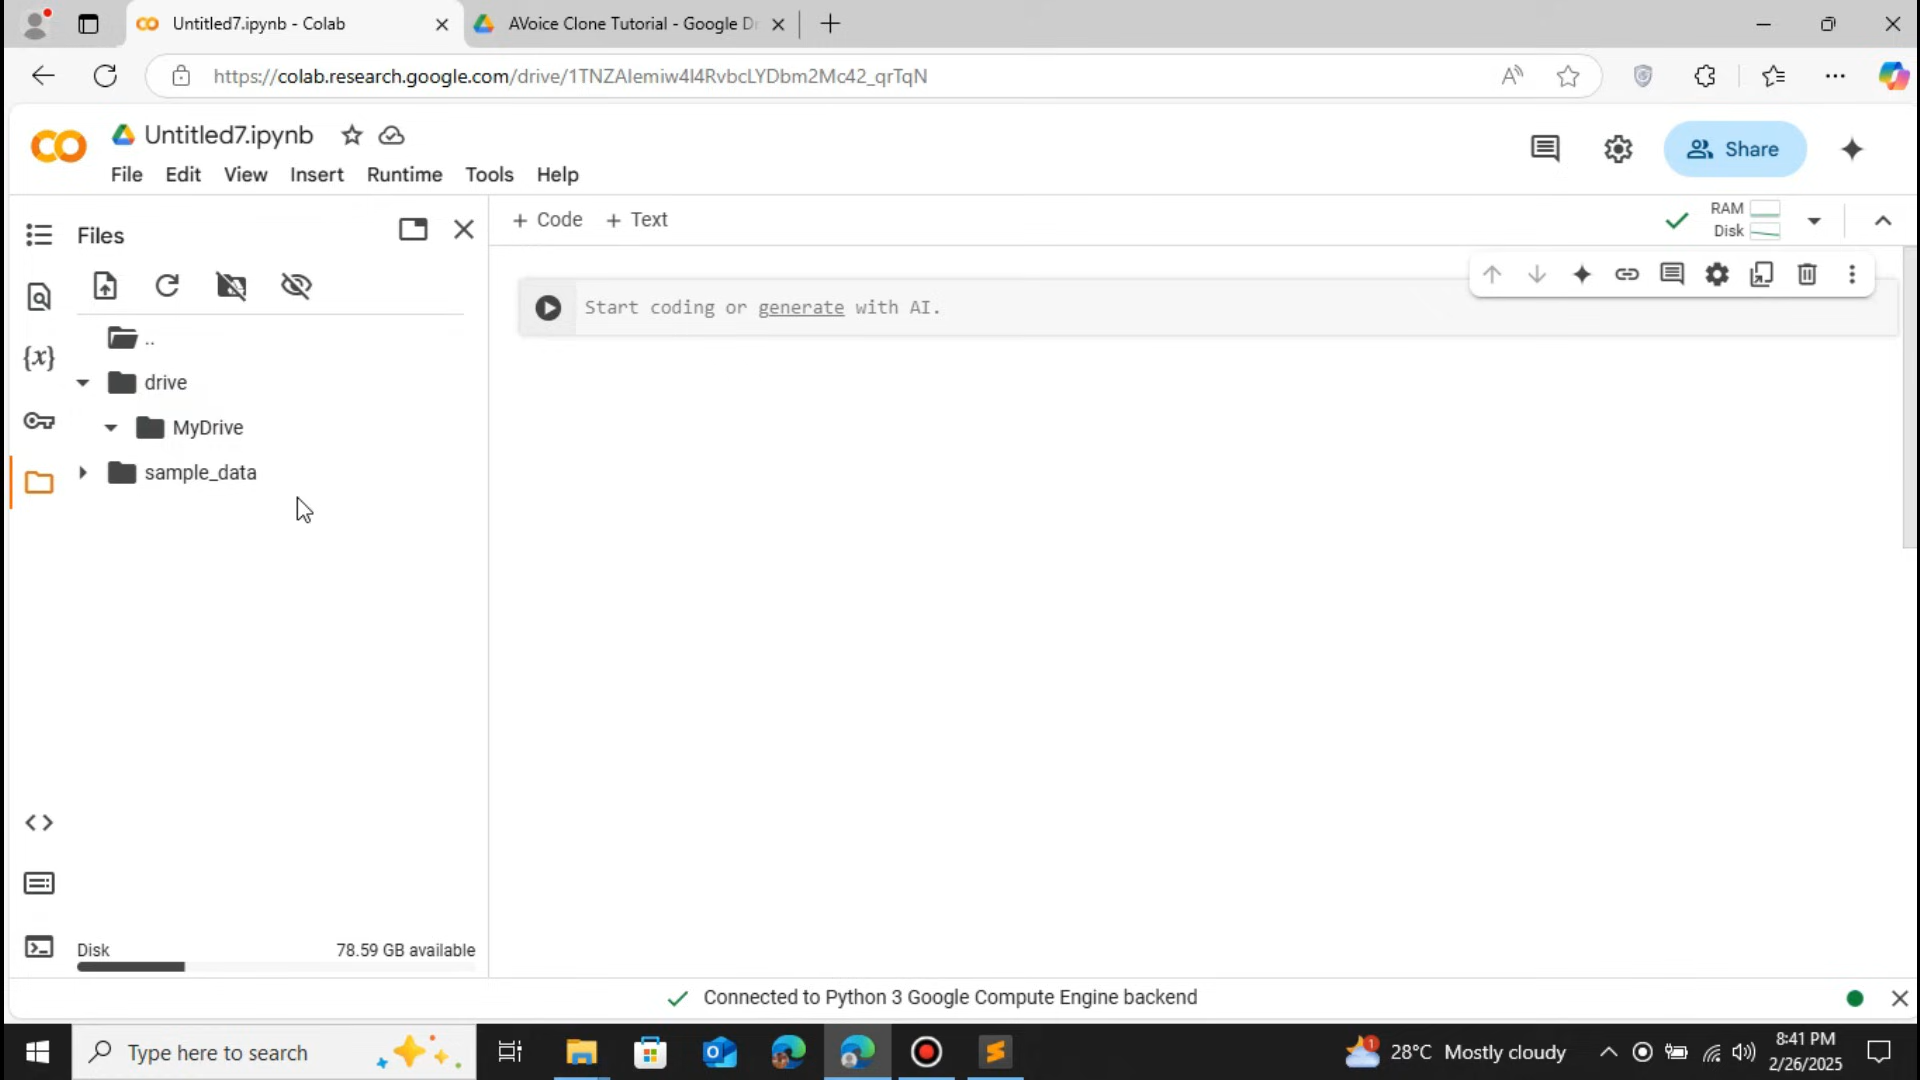 Untitled7.ipynb - Colab
AVoice Clone Tutorial - Google Dr
https://colab.research.google.com/drive/1TNZAIemiw4I4RvbcLYDbm2Mc42_qrTqN
Untitled7.ipynb
File Edit View Insert Runtime Tools Help
Share
Files
+ Code + Text
RAM
Disk
Start coding or generate with AI.
..
drive
MyDrive
{x}
sample_data
Disk 78.59 GB available
Connected to Python 3 Google Compute Engine backend
Type here to search
1
28°C Mostly cloudy
8:41 PM
2/26/2025